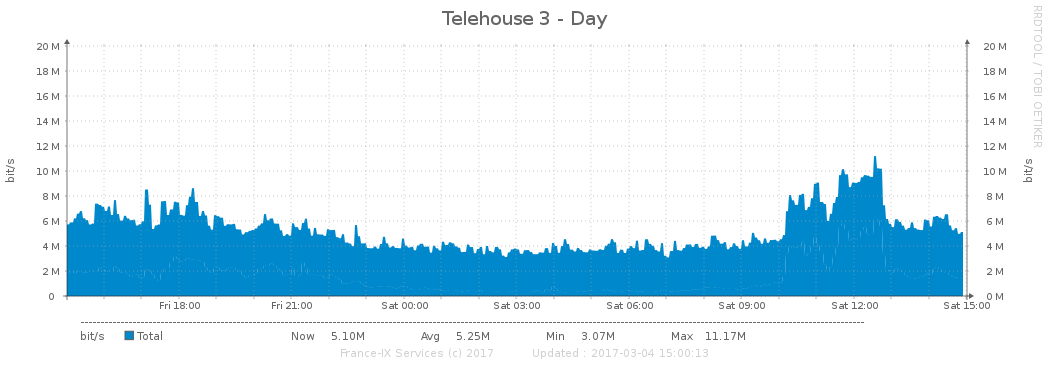 Telehouse 3 - Day
RRDTOOL / TOBI OETIKER
20 M 20 M
18 M 18 M
16 M 16 M
14 M 14 M
12 M 12 M
10 M 10 M
8 M 8 M
6 M 6 M
4 M 4 M
2 M 2 M
0 0 M
bit/s bit/s
Fri 18:00 Fri 21:00 Sat 00:00 Sat 03:00 Sat 06:00 Sat 09:00 Sat 12:00 Sat 15:00
bit/s Total Now 5.10M Avg 5.25M Min 3.07M Max 11.17M
France-IX Services (c) 2017 Updated : 2017-03-04 15:00:13